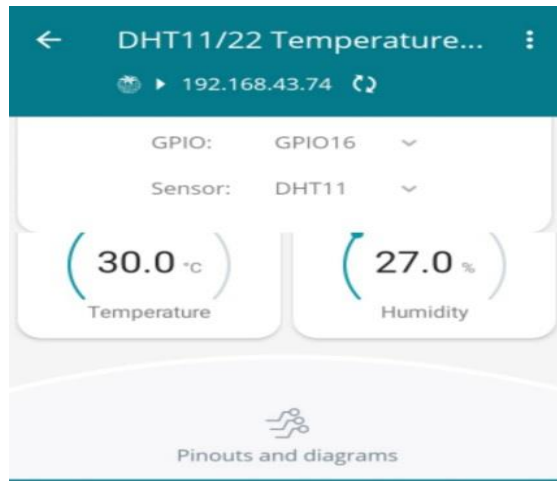 DHT11/22 Temperature...
192.168.43.74
GPIO: GPIO16
Sensor: DHT11
30.0 °C 27.0 %
Temperature Humidity
Pinouts and diagrams